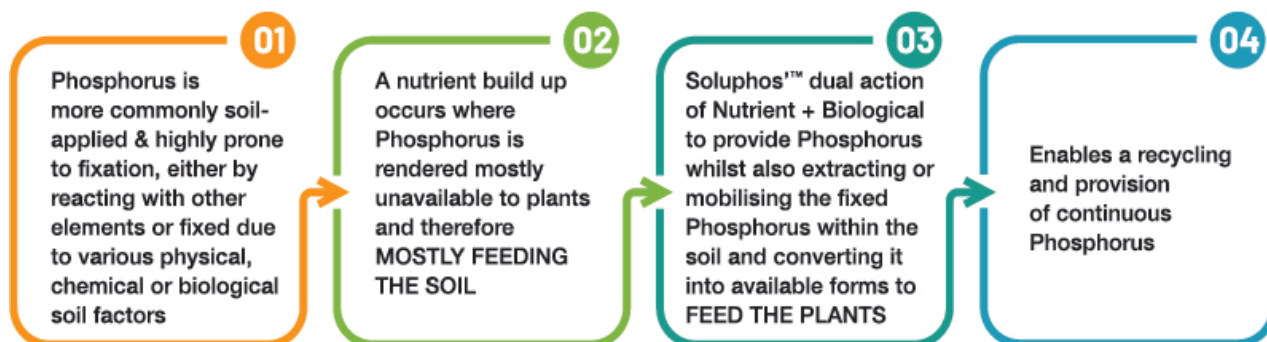 01
Phosphorus is
more commonly soil-
applied & highly prone
to fixation, either by
reacting with other
elements or fixed due
to various physical,
chemical or biological
soil factors
02
A nutrient build up
occurs where
Phosphorus is
rendered mostly
unavailable to plants
and therefore
MOSTLY FEEDING
THE SOIL
03
Soluphos’™ dual action
of Nutrient + Biological
to provide Phosphorus
whilst also extracting or
mobilising the fixed
Phosphorus within the
soil and converting it
into available forms to
FEED THE PLANTS
04
Enables a recycling
and provision
of continuous
Phosphorus